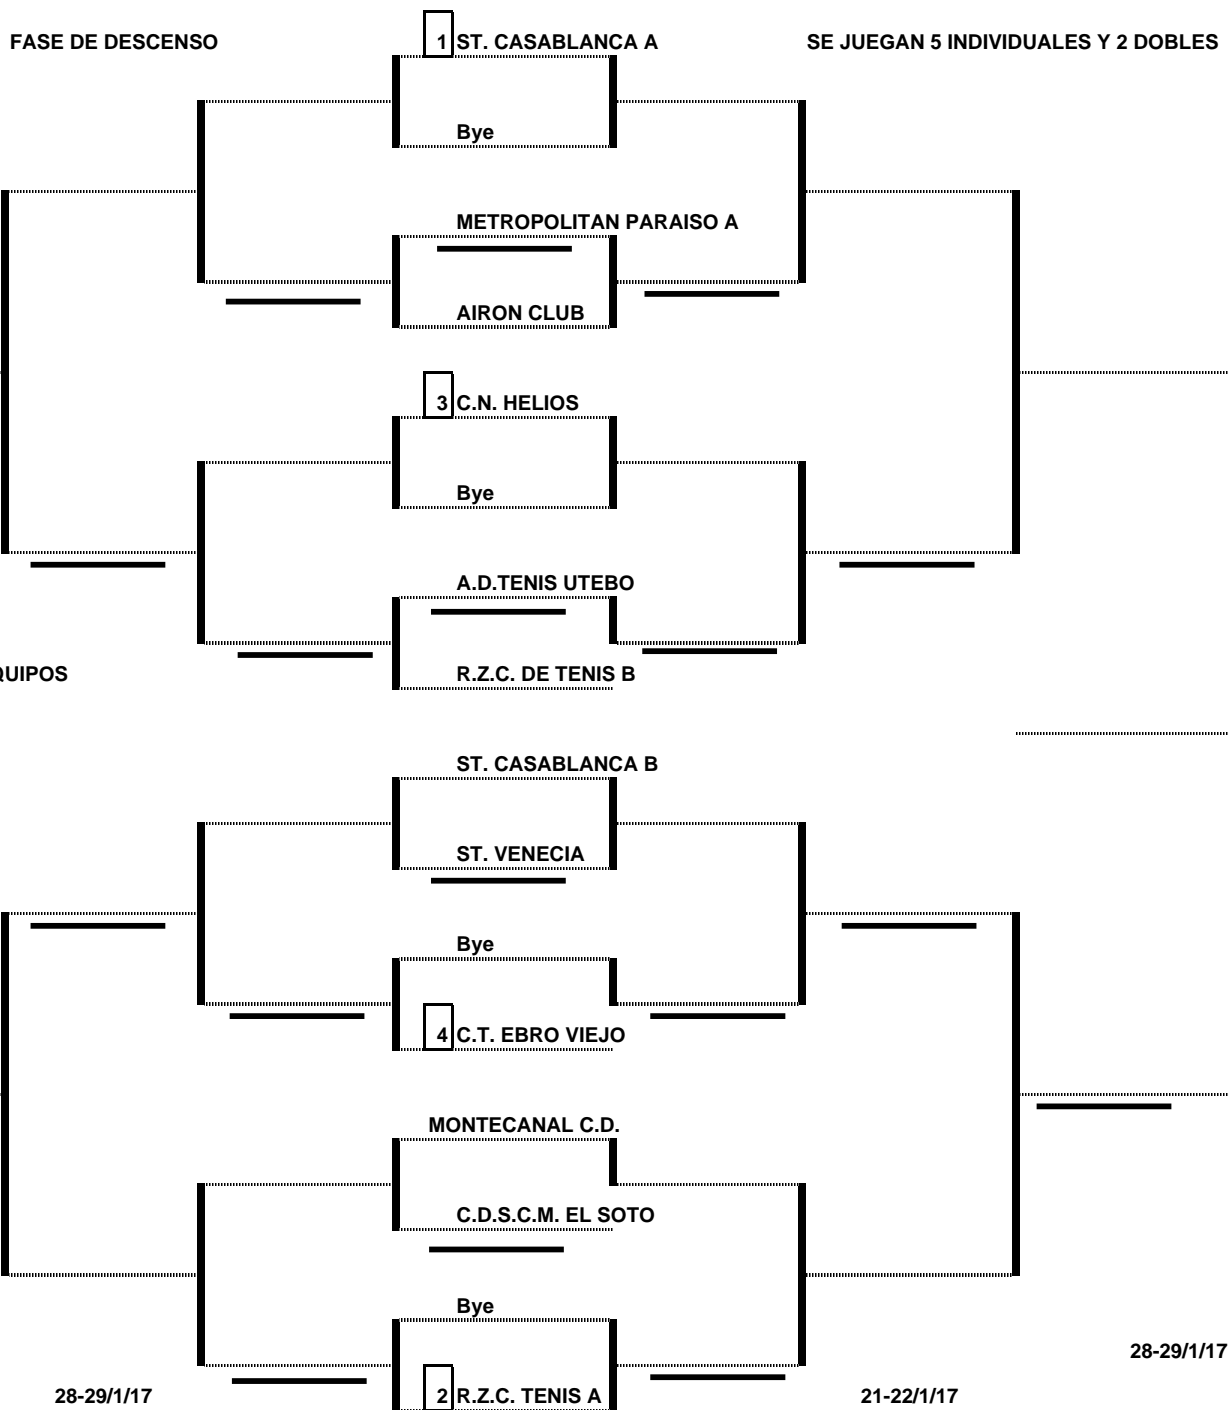 FASE DE DESCENSO
1 ST. CASABLANCA A
SE JUEGAN 5 INDIVIDUALES Y 2 DOBLES
Bye
METROPOLITAN PARAISO A
AIRON CLUB
3 C.N. HELIOS
Bye
A.D.TENIS UTEBO
QUIPOS
R.Z.C. DE TENIS B
ST. CASABLANCA B
ST. VENECIA
Bye
4 C.T. EBRO VIEJO
MONTECANAL C.D.
C.D.S.C.M. EL SOTO
Bye
28-29/1/17
28-29/1/17
2 R.Z.C. TENIS A
21-22/1/17